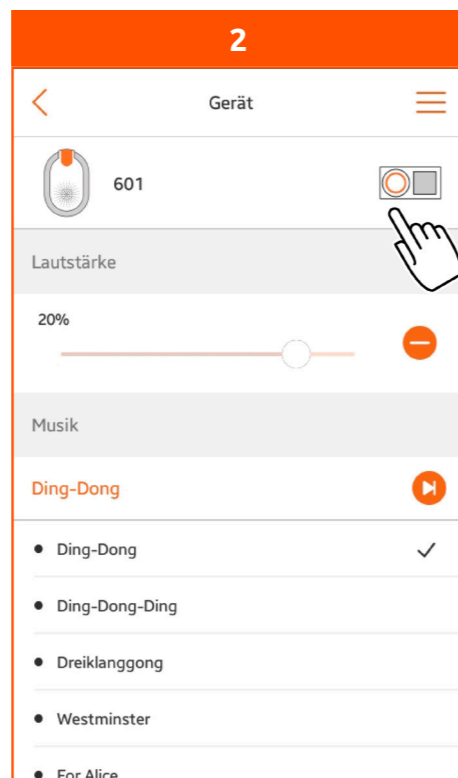 2
Gerät
601
Lautstärke
20%
Musik
Ding-Dong
Ding-Dong
Ding-Dong-Ding
Dreiklanggong
Westminster
For Alice